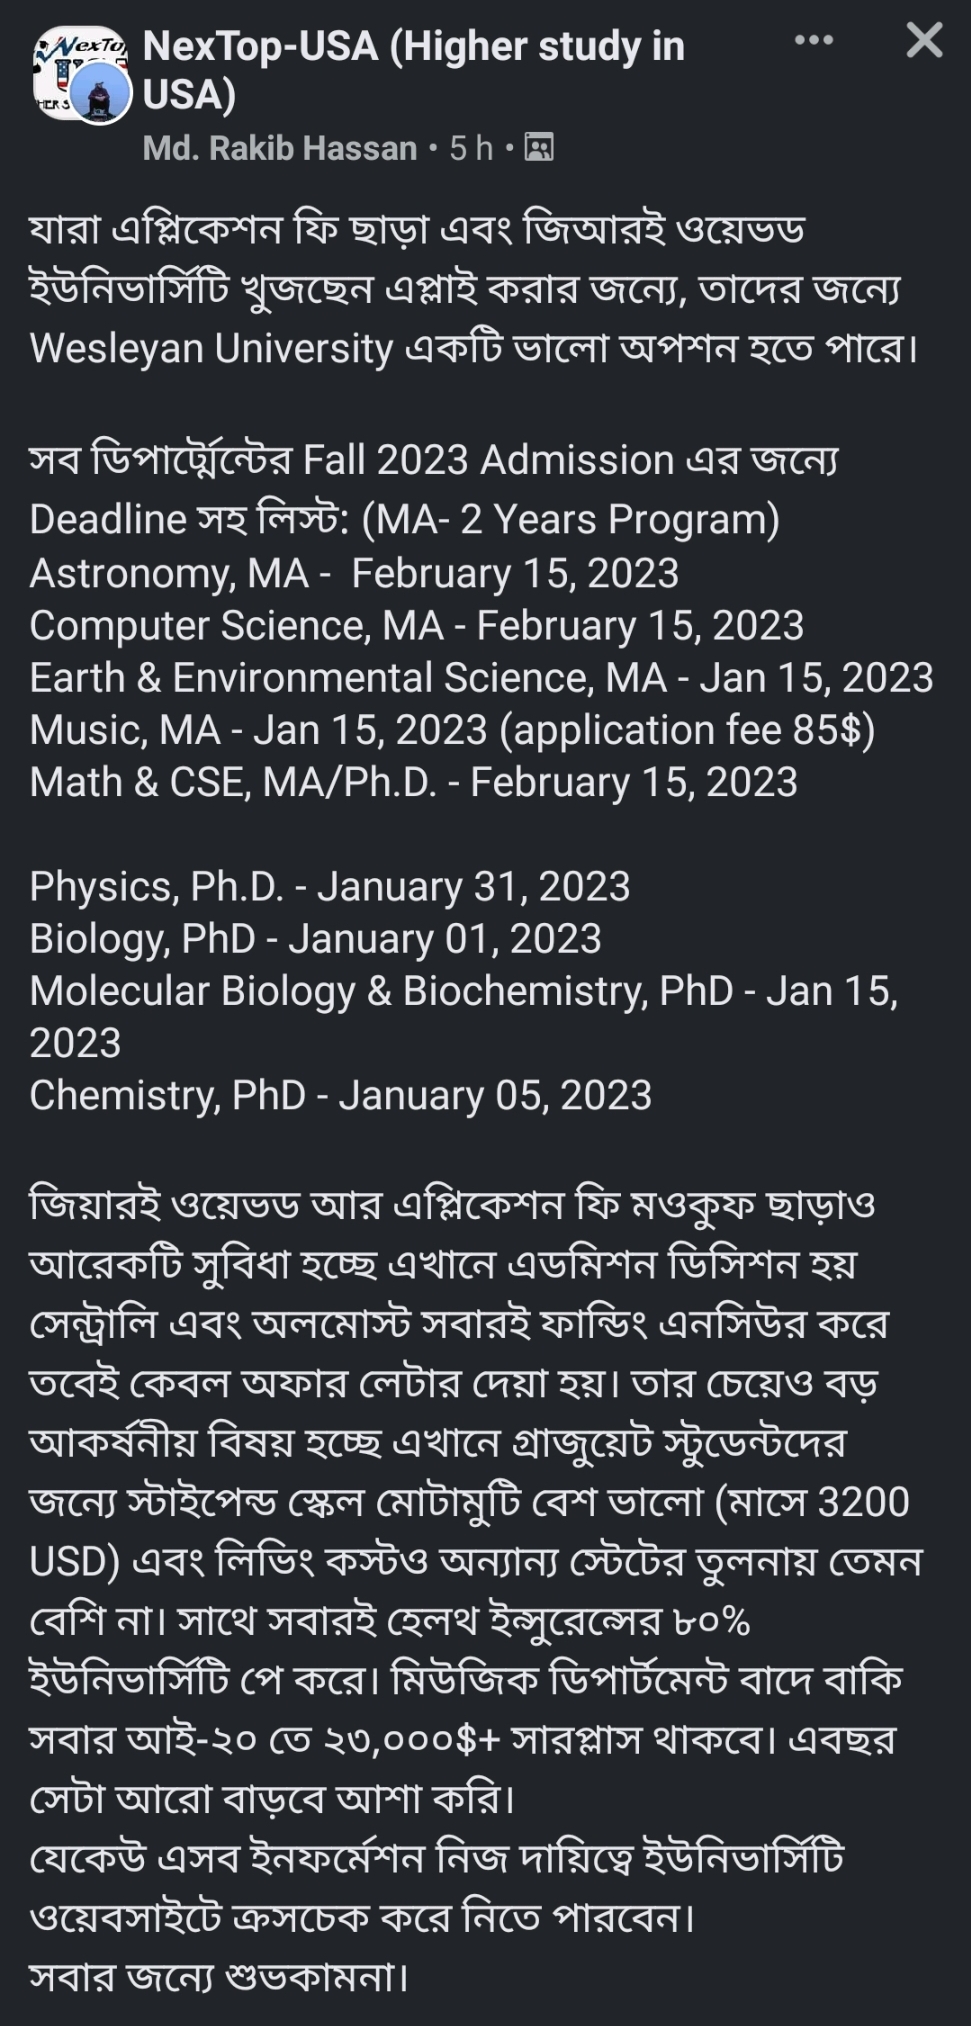 NexTop-USA (Higher study in
USA)
Md. Rakib Hassan • 5 h •
যারা এপ্লিকেশন ফি ছাড়া এবং জিআরই ওয়েভড
ইউনিভার্সিটি খুজছেন এপ্লাই করার জন্যে, তাদের জন্যে
Wesleyan University একটি ভালো অপশন হতে পারে।
সব ডিপার্ট্মেন্টের Fall 2023 Admission এর জন্যে
Deadline সহ লিস্ট: (MA- 2 Years Program)
Astronomy, MA -  February 15, 2023
Computer Science, MA - February 15, 2023
Earth & Environmental Science, MA - Jan 15, 2023
Music, MA - Jan 15, 2023 (application fee 85$)
Math & CSE, MA/Ph.D. - February 15, 2023
Physics, Ph.D. - January 31, 2023
Biology, PhD - January 01, 2023
Molecular Biology & Biochemistry, PhD - Jan 15,
2023
Chemistry, PhD - January 05, 2023
জিয়ারই ওয়েভড আর এপ্লিকেশন ফি মওকুফ ছাড়াও
আরেকটি সুবিধা হচ্ছে এখানে এডমিশন ডিসিশন হয়
সেন্ট্রালি এবং অলমোস্ট সবারই ফান্ডিং এনসিউর করে
তবেই কেবল অফার লেটার দেয়া হয়। তার চেয়েও বড়
আকর্ষনীয় বিষয় হচ্ছে এখানে গ্রাজুয়েট স্টুডেন্টদের
জন্যে স্টাইপেন্ড স্কেল মোটামুটি বেশ ভালো (মাসে 3200
USD) এবং লিভিং কস্টও অন্যান্য স্টেটের তুলনায় তেমন
বেশি না। সাথে সবারই হেলথ ইন্সুরেন্সের ৮০%
ইউনিভার্সিটি পে করে। মিউজিক ডিপার্টমেন্ট বাদে বাকি
সবার আই-২০ তে ২৩,০০০$+ সারপ্লাস থাকবে। এবছর
সেটা আরো বাড়বে আশা করি।
যেকেউ এসব ইনফর্মেশন নিজ দায়িত্বে ইউনিভার্সিটি
ওয়েবসাইটে ক্রসচেক করে নিতে পারবেন।
সবার জন্যে শুভকামনা।